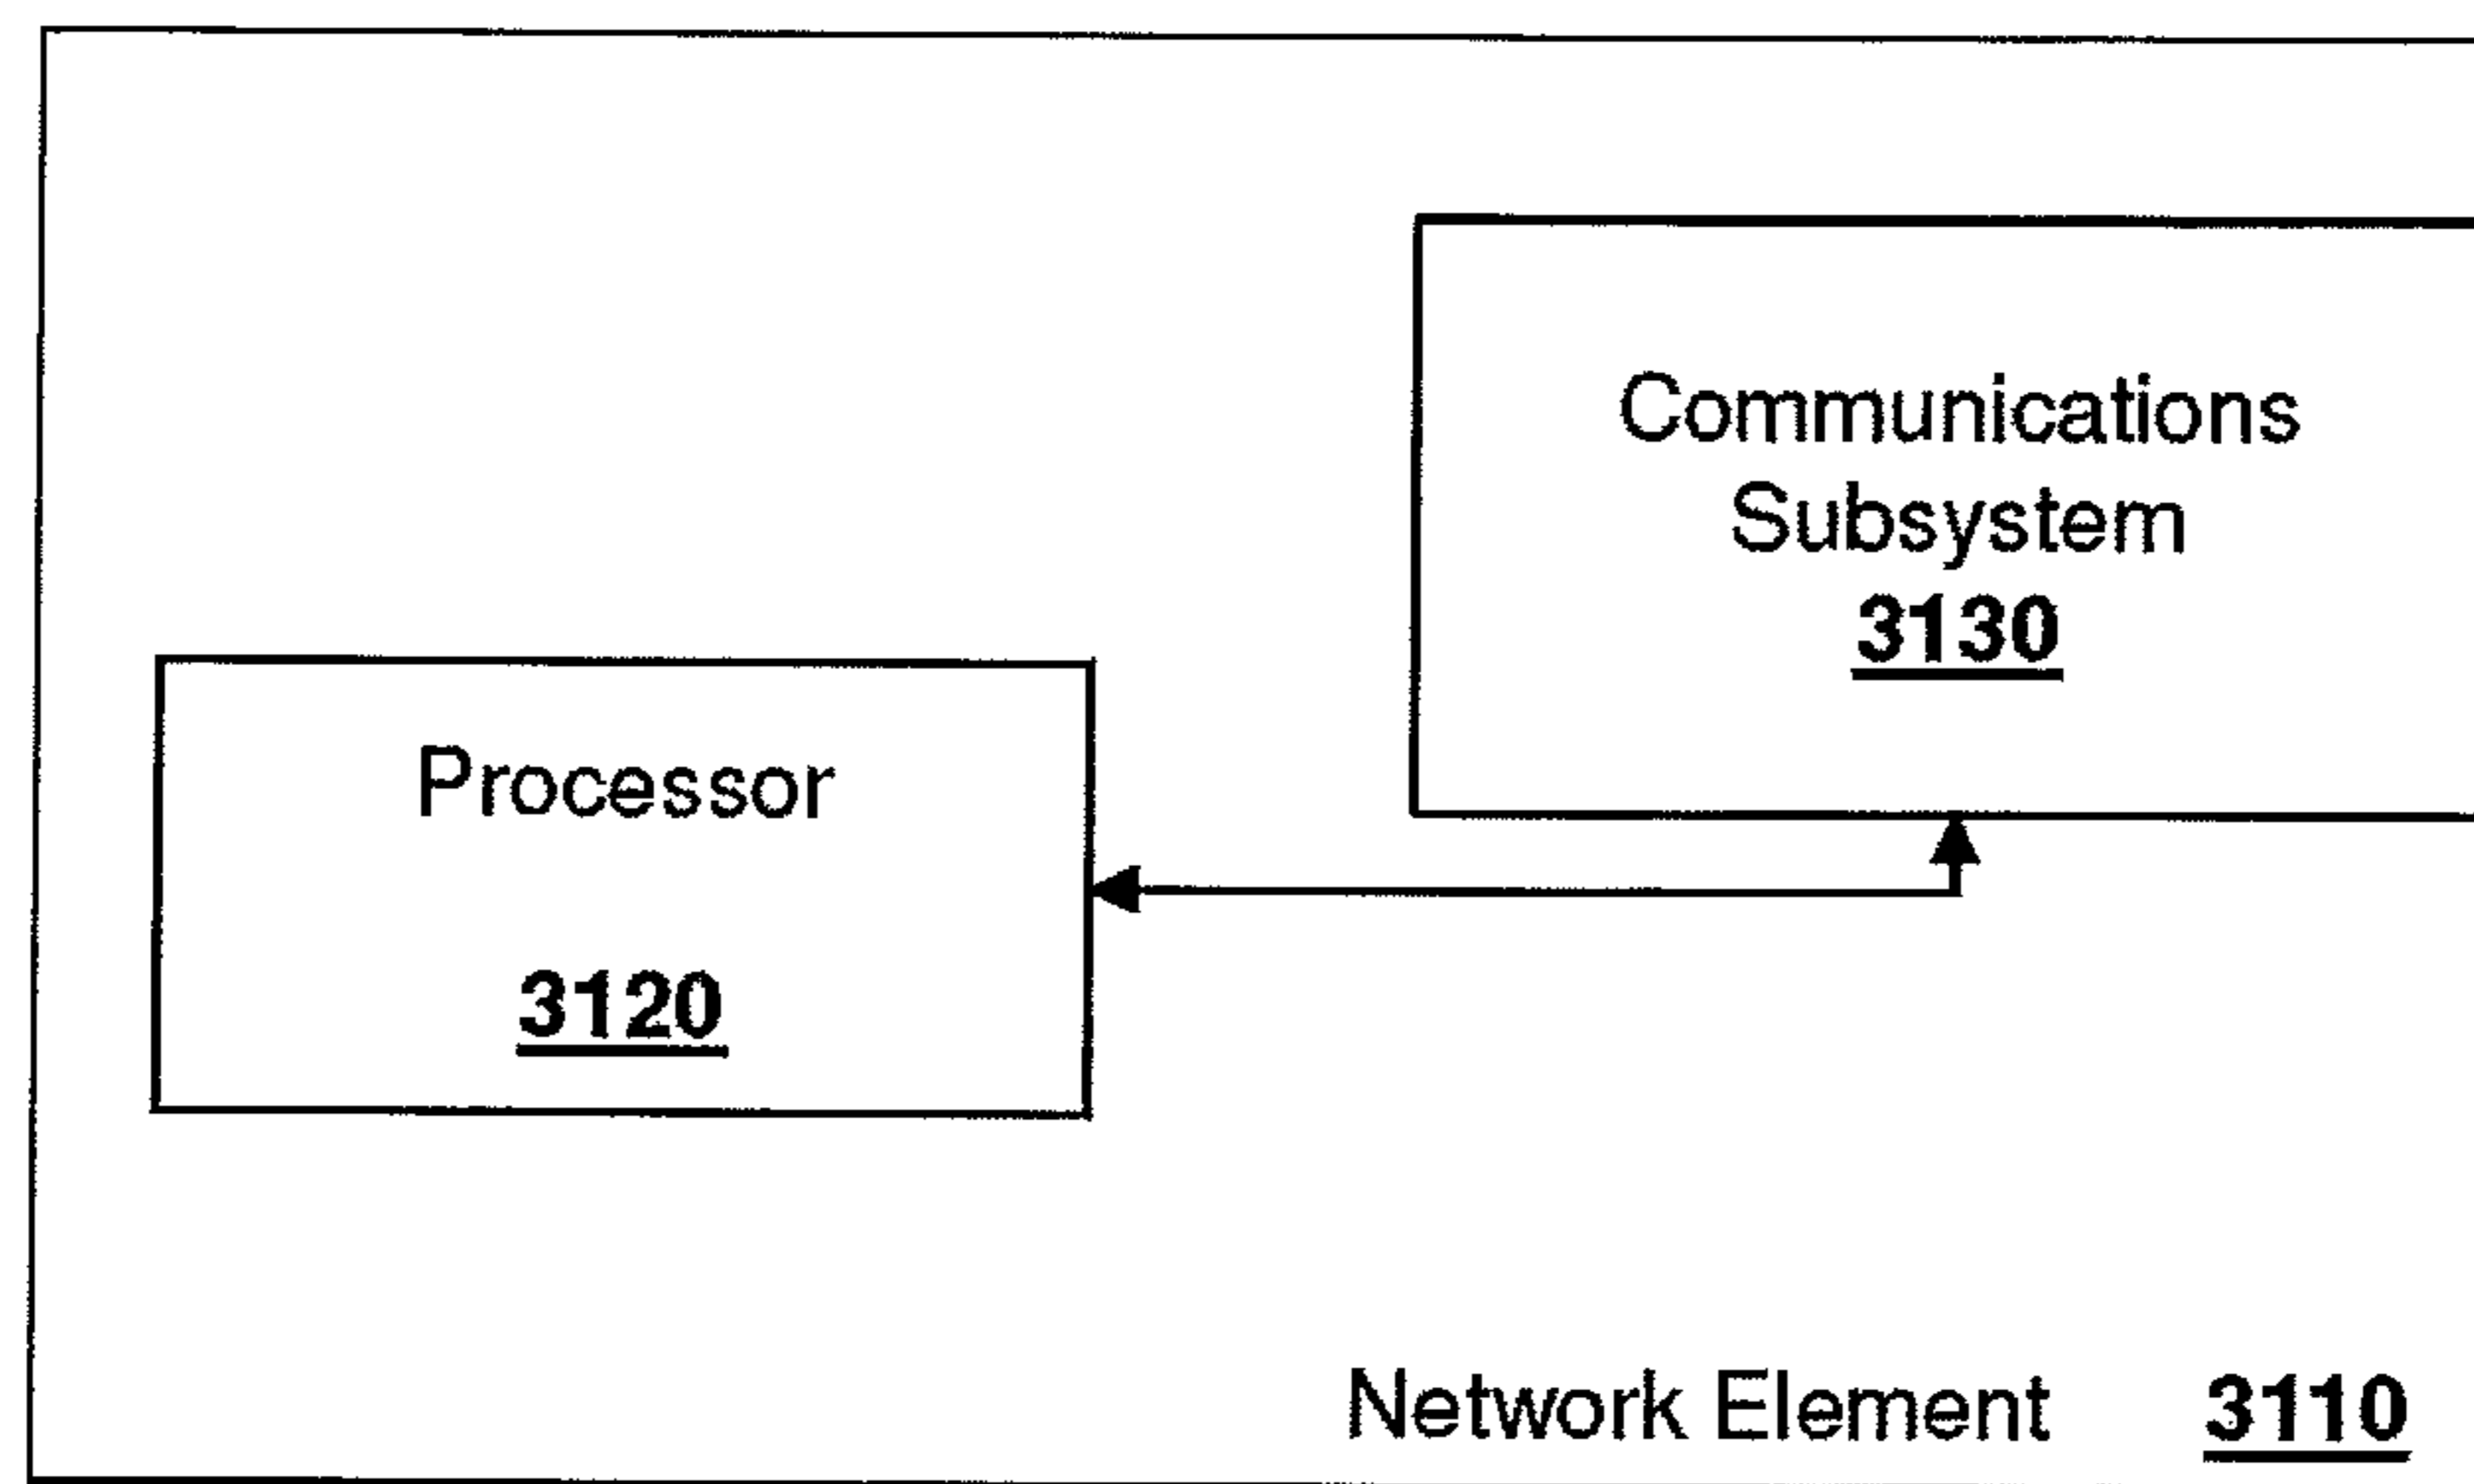 Communications
Subsystem
3130
Processor
3120
Network Element 3110